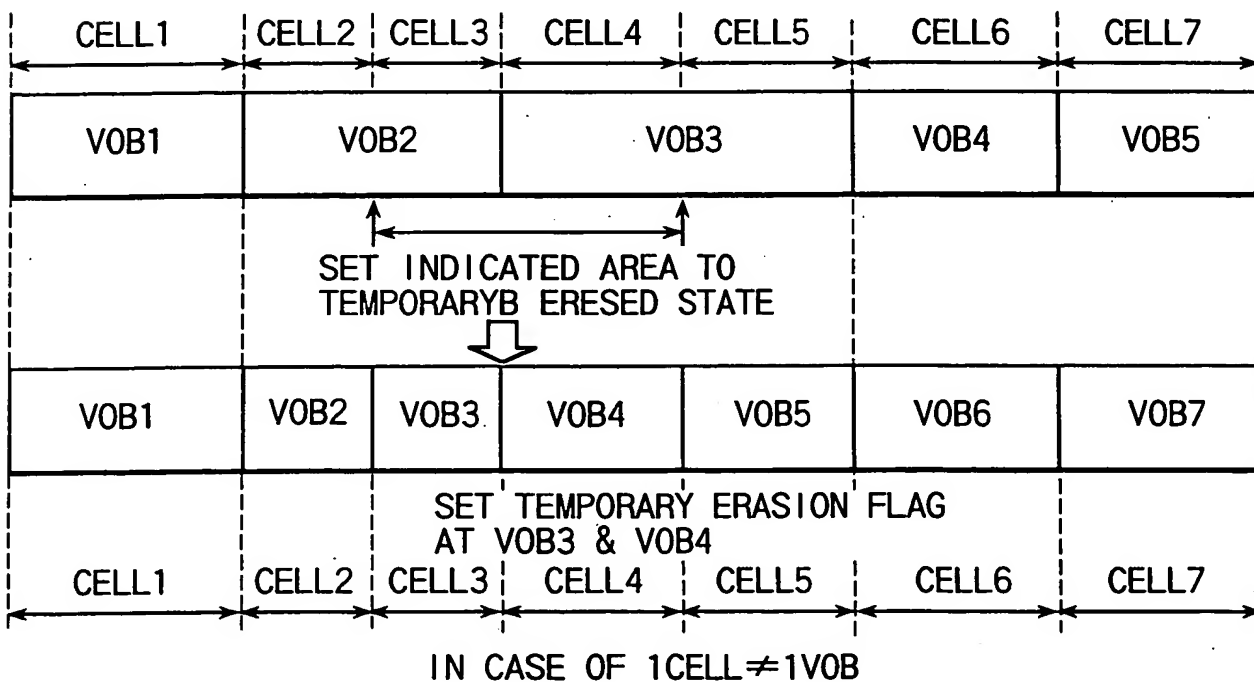 CELL1 CELL2 CELL3 CELL4 CELL5 CELL6 CELL7
VOB1 VOB2 VOB3 VOB4 VOB5
SET INDICATED AREA TO
TEMPORARYB ERESED STATE
VOB1 VOB2 VOB3 VOB4 VOB5 VOB6 VOB7
SET TEMPORARY ERASION FLAG
AT VOB3 & VOB4
CELL1 CELL2 CELL3 CELL4 CELL5 CELL6 CELL7
IN CASE OF 1CELL≠1VOB